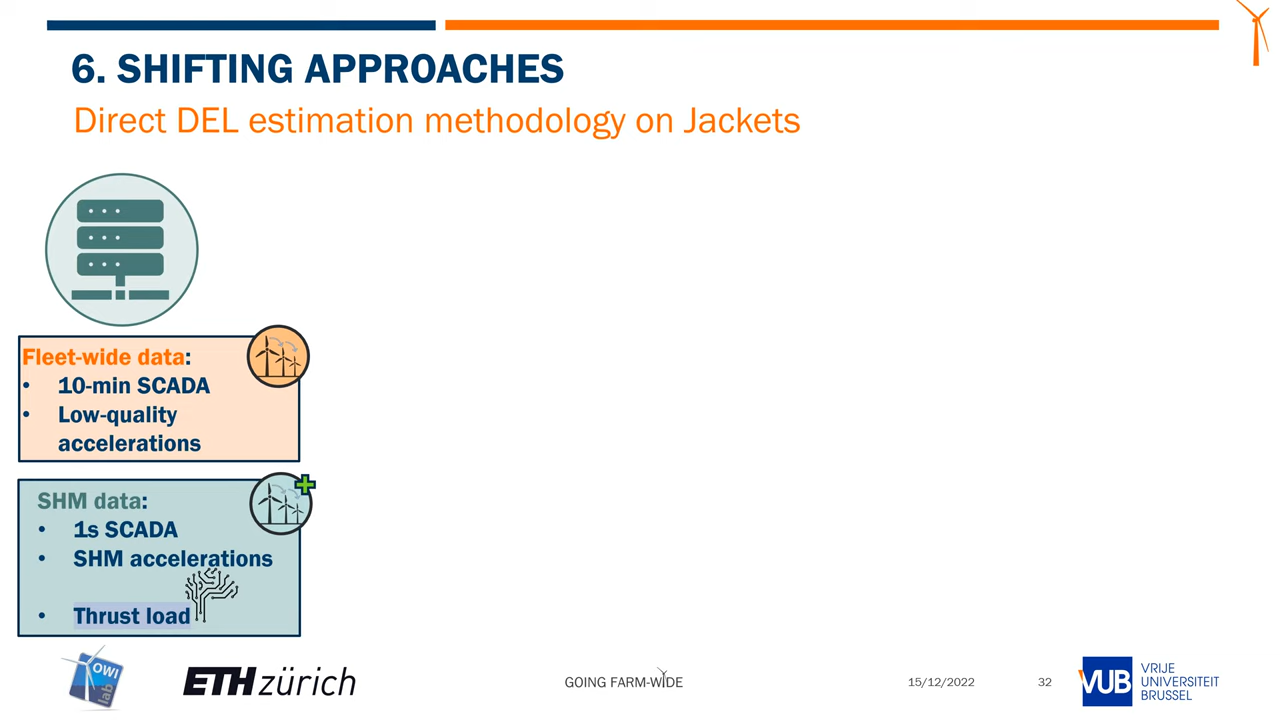 6. SHIFTING APPROACHES
Direct DEL estimation methodology on Jackets
Fleet-wide data:
• 10-min SCADA
• Low-quality
accelerations
SHM data:
• 1s SCADA
• SHM accelerations
• Thrust load
OWI
lab
ETH zürich
GOING FARM-WIDE
15/12/2022
32
VUB
VRIJE
UNIVERSITEIT
BRUSSEL